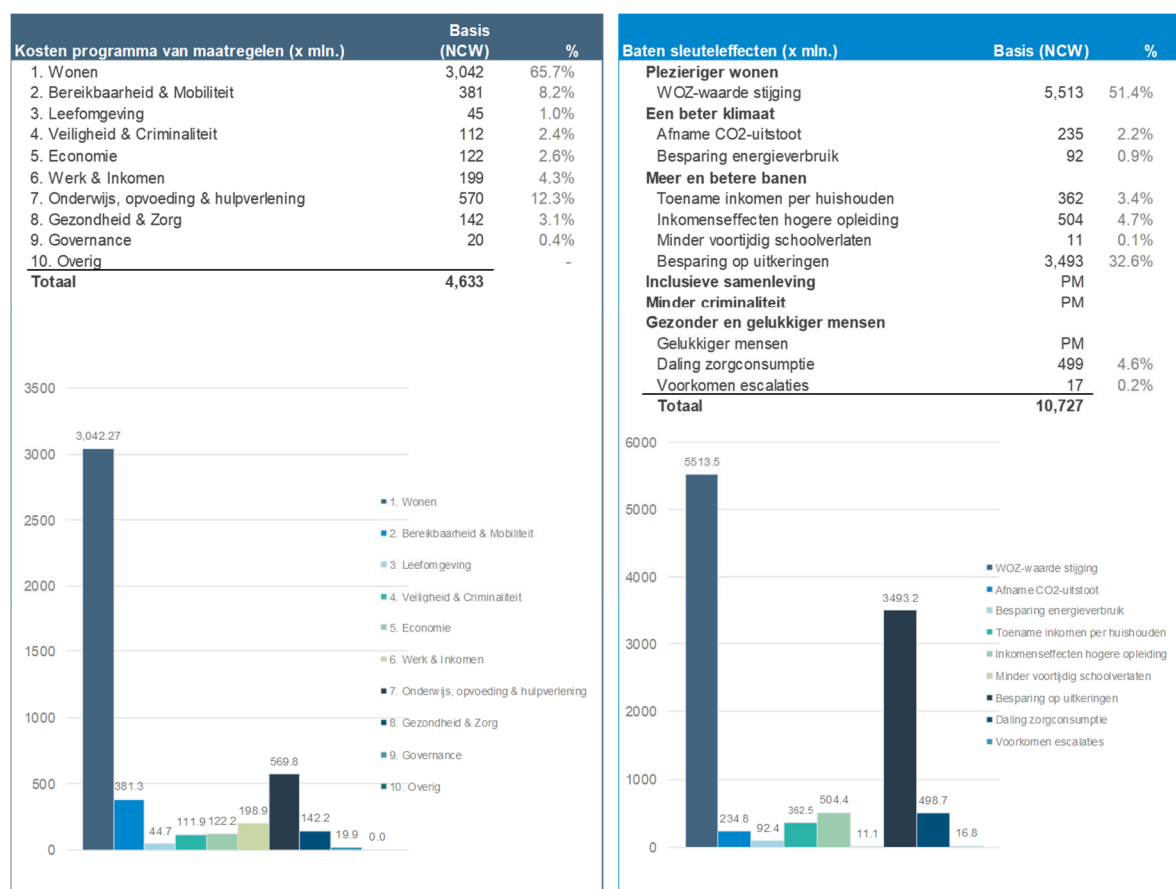 Kosten programma van maatregelen (x mln.) Basis (NCW) %
1. Wonen 3,042 65.7%
2. Bereikbaarheid & Mobiliteit 381 8.2%
3. Leefomgeving 45 1.0%
4. Veiligheid & Criminaliteit 112 2.4%
5. Economie 122 2.6%
6. Werk & Inkomen 199 4.3%
7. Onderwijs, opvoeding & hulpverlening 570 12.3%
8. Gezondheid & Zorg 142 3.1%
9. Governance 20 0.4%
10. Overig -
Totaal 4,633
3500
3000
2500
2000
1500
1000
500
0
3,042.27
381.3
44.7
111.9
122.2
198.9
569.8
142.2
19.9
0.0
1. Wonen
2. Bereikbaarheid & Mobiliteit
3. Leefomgeving
4. Veiligheid & Criminaliteit
5. Economie
6. Werk & Inkomen
7. Onderwijs, opvoeding & hulpverlening
8. Gezondheid & Zorg
9. Governance
10. Overig
Baten sleuteleffecten (x mln.) Basis (NCW) %
Plezieriger wonen
WOZ-waarde stijging 5,513 51.4%
Een beter klimaat
Afname CO2-uitstoot 235 2.2%
Besparing energieverbruik 92 0.9%
Meer en betere banen
Toename inkomen per huishouden 362 3.4%
Inkomenseffecten hogere opleiding 504 4.7%
Minder voortijdig schoolverlaten 11 0.1%
Besparing op uitkeringen 3,493 32.6%
Inclusieve samenleving PM
Minder criminaliteit PM
Gezonder en gelukkiger mensen
Gelukkiger mensen PM
Daling zorgconsumptie 499 4.6%
Voorkomen escalaties 17 0.2%
Totaal 10,727
6000
5000
4000
3000
2000
1000
0
5513.5
234.8
92.4
362.5
504.4
11.1
3493.2
498.7
16.8
WOZ-waarde stijging
Afname CO2-uitstoot
Besparing energieverbruik
Toename inkomen per huishouden
Inkomenseffecten hogere opleiding
Minder voortijdig schoolverlaten
Besparing op uitkeringen
Daling zorgconsumptie
Voorkomen escalaties